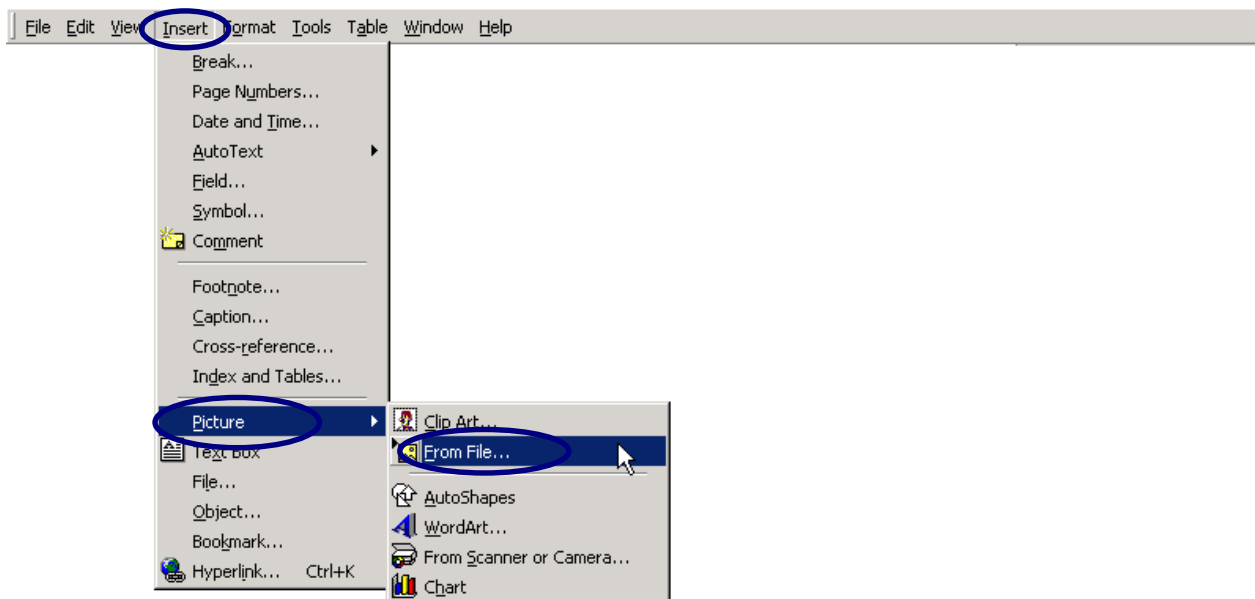 File Edit View Insert Format Tools Table Window Help
Break...
Page Numbers...
Date and Time...
AutoText
Field...
Symbol...
Comment
Footnote...
Caption...
Cross-reference...
Index and Tables...
Picture
Text Box
File...
Object...
Bookmark...
Hyperlink... Ctrl+K
Clip Art...
From File...
AutoShapes
WordArt...
From Scanner or Camera...
Chart